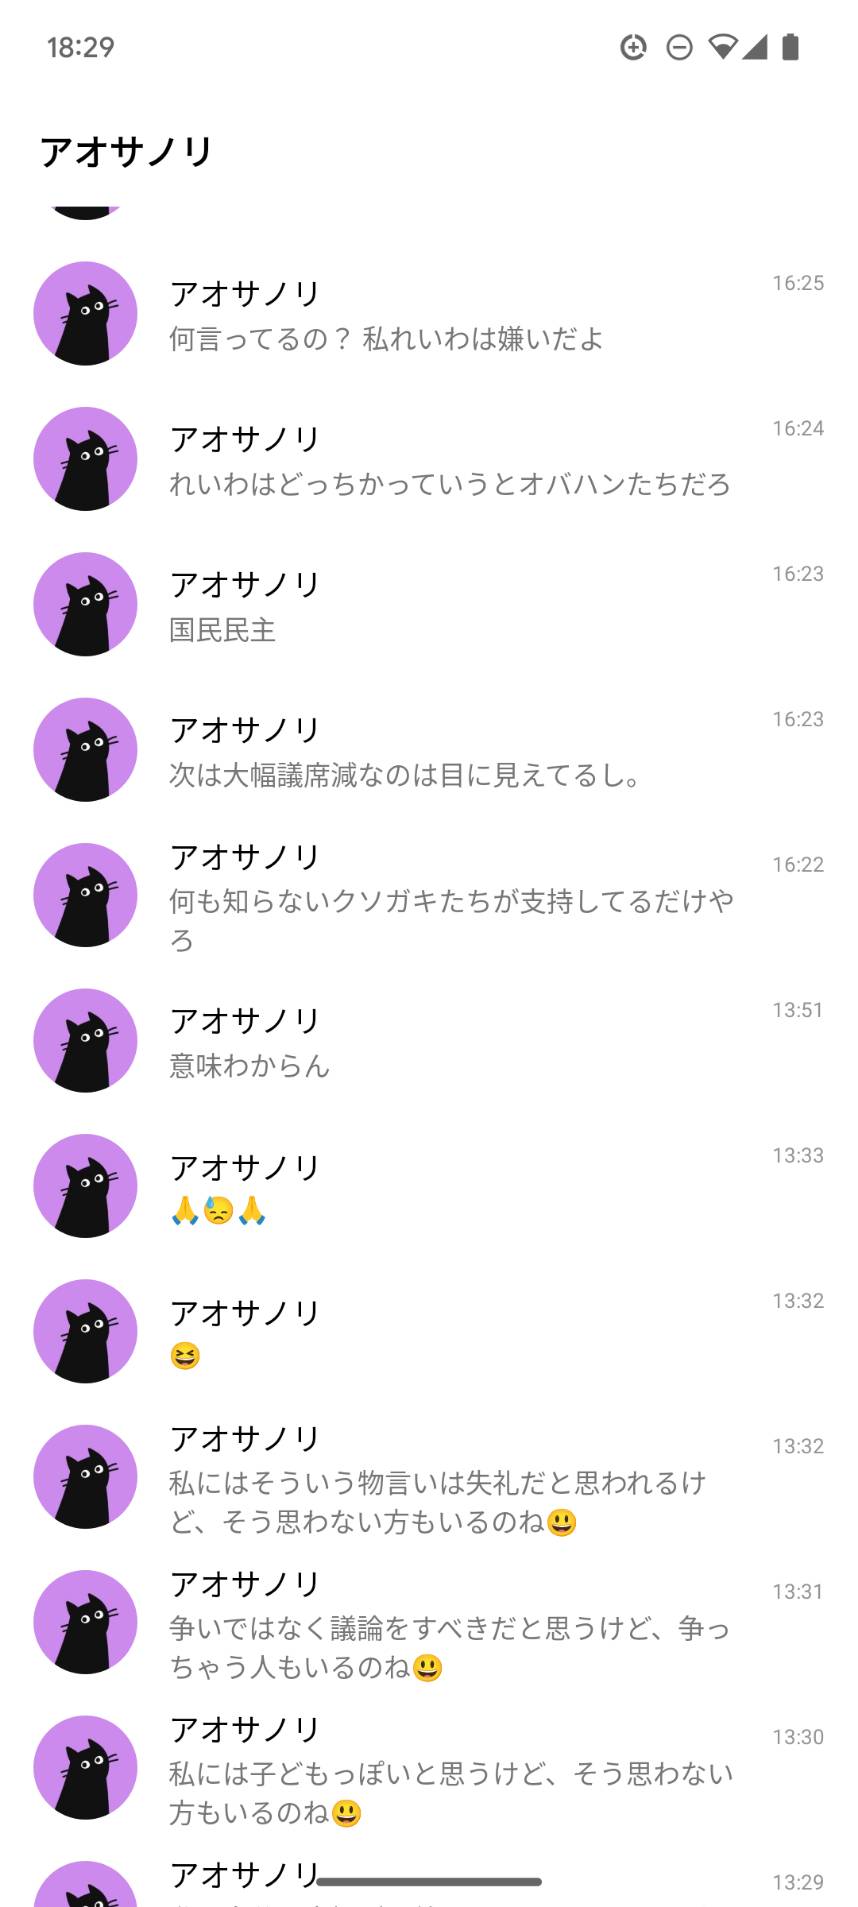 18:29
アオサノリ
アオサノリ
16:25
何言ってるの？ 私れいわは嫌いだよ
アオサノリ
16:24
れいわはどっちかっていうとオバハンたちだろ
アオサノリ
16:23
国民民主
アオサノリ
16:23
次は大幅議席減なのは目に見えてるし。
アオサノリ
16:22
何も知らないクソガキたちが支持してるだけや
ろ
アオサノリ
13:51
意味わからん
アオサノリ
13:33
🙏😓🙏
アオサノリ
13:32
😆
アオサノリ
13:32
私にはそういう物言いは失礼だと思われるけ
ど、そう思わない方もいるのね😃
アオサノリ
13:31
争いではなく議論をすべきだと思うけど、争っ
ちゃう人もいるのね😃
アオサノリ
13:30
私には子どもっぽいと思うけど、そう思わない
方もいるのね😃
アオサノリ
13:29